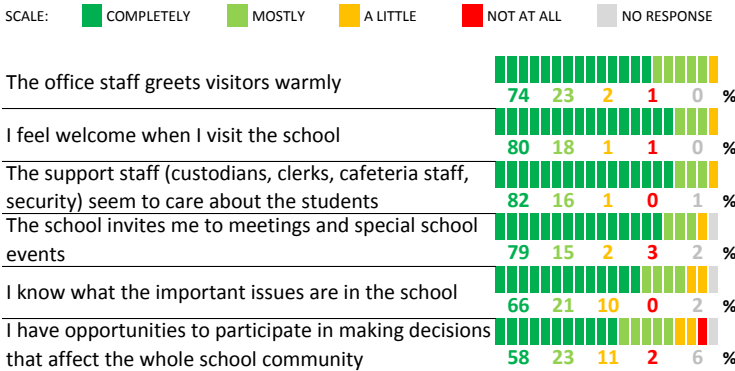 SCALE: COMPLETELY MOSTLY A LITTLE NOT AT ALL NO RESPONSE
The office staff greets visitors warmly
74 23 2 1 0 %
I feel welcome when I visit the school
80 18 1 1 0 %
The support staff (custodians, clerks, cafeteria staff,
security) seem to care about the students
82 16 1 0 1 %
The school invites me to meetings and special school
events
79 15 2 3 2 %
I know what the important issues are in the school
66 21 10 0 2 %
I have opportunities to participate in making decisions
that affect the whole school community
58 23 11 2 6 %